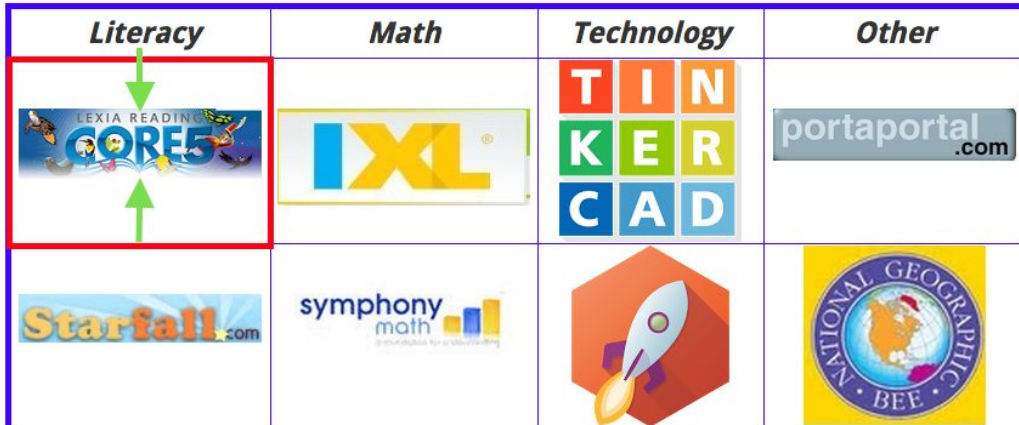 Literacy Math Technology Other
LEXIA READING
CORE5
IXL®
TIN
KER
CAD
portaportal
.com
Starfall.com
symphony
math
NATIONAL GEOGRAPHIC
BEE